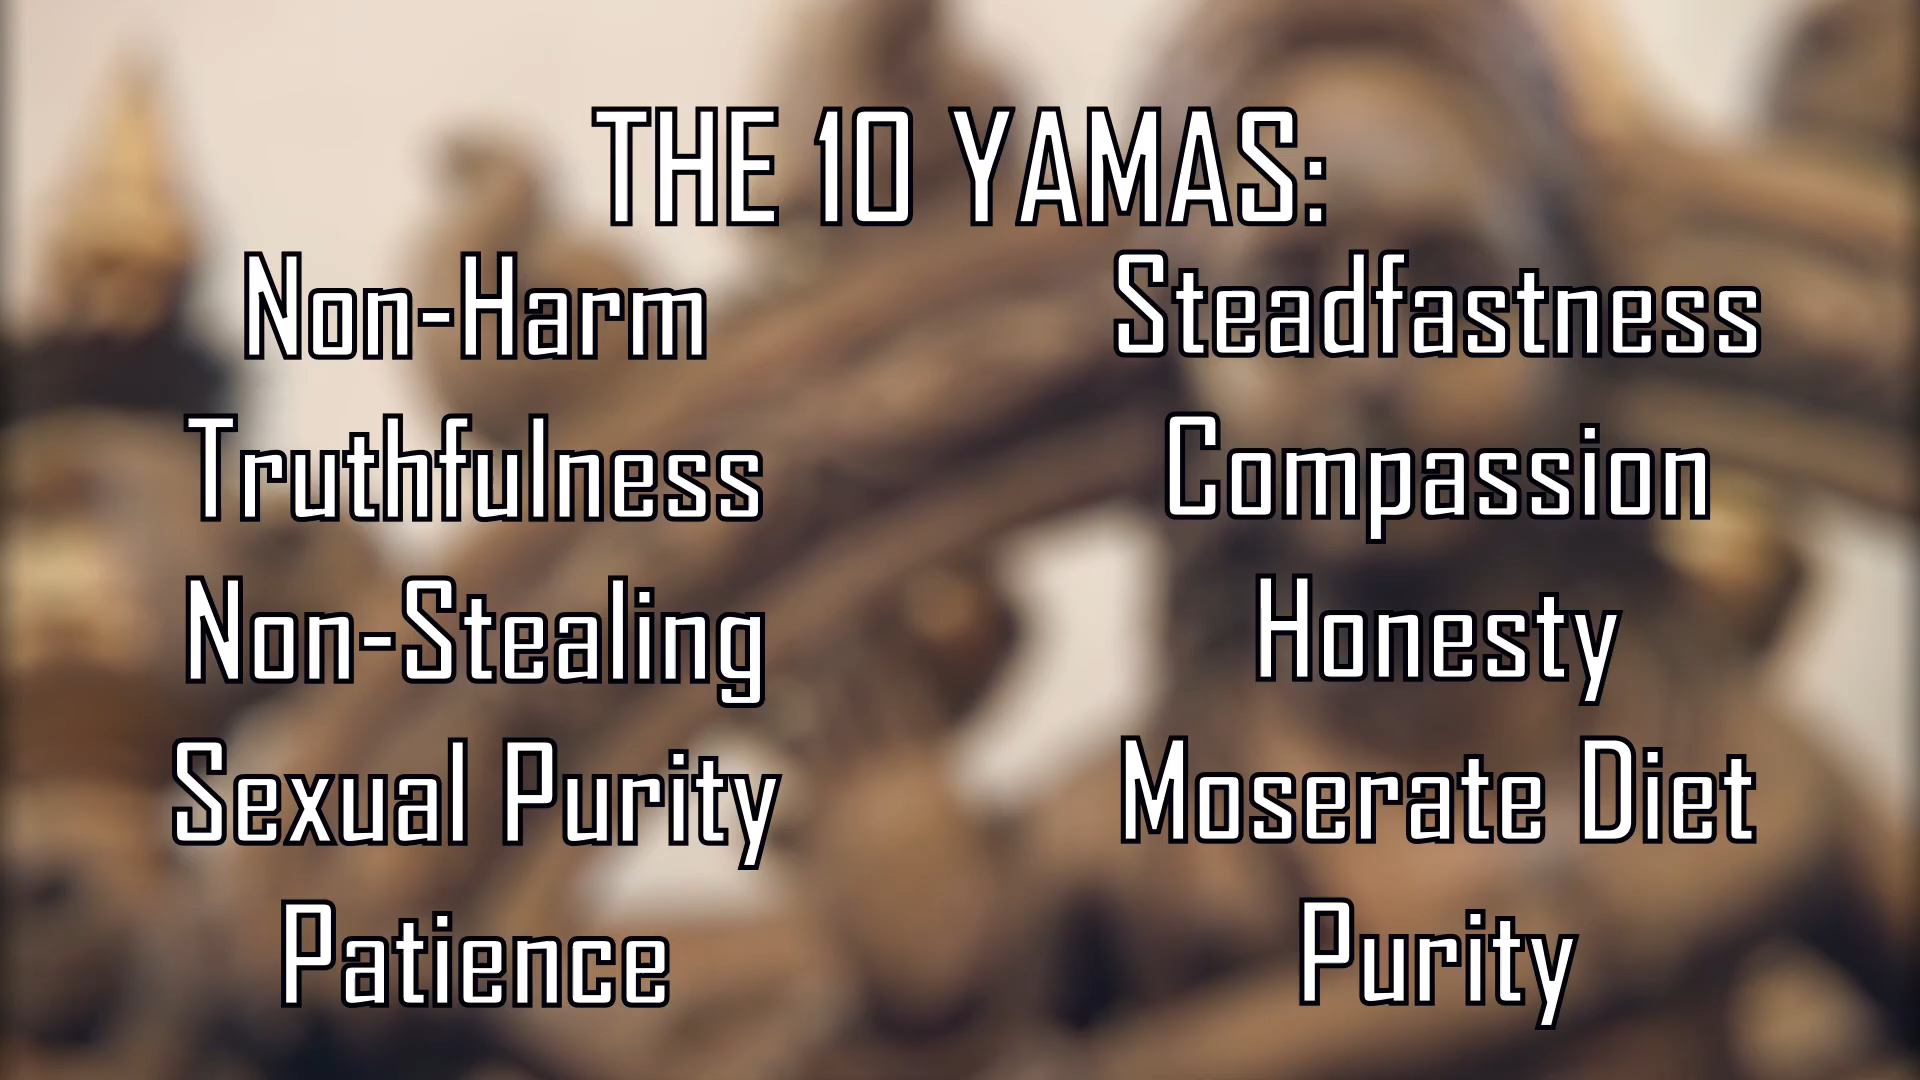 THE 10 YAMAS:
Non-Harm
Truthfulness
Non-Stealing
Sexual Purity
Patience
Steadfastness
Compassion
Honesty
Moserate Diet
Purity